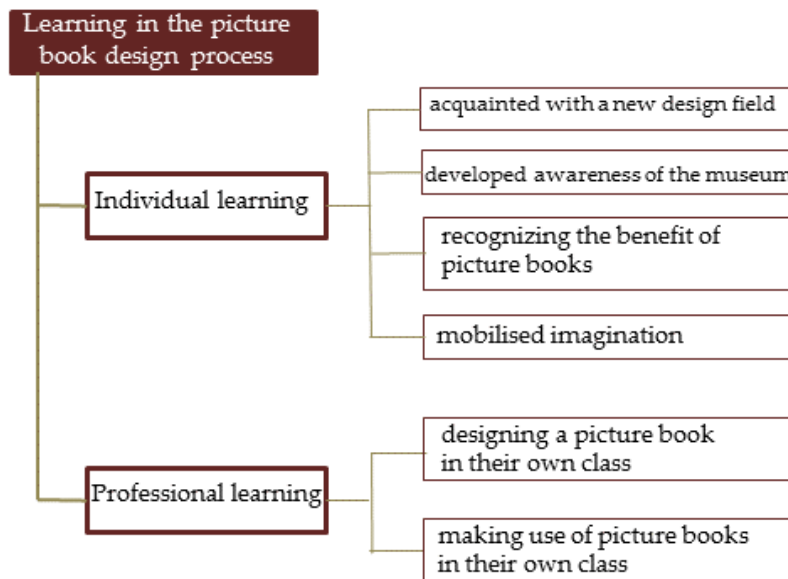 Learning in the picture
book design process
acquainted with a new design field
developed awareness of the museum
Individual learning
recognizing the benefit of
picture books
mobilised imagination
designing a picture book
in their own class
Professional learning
making use of picture books
in their own class